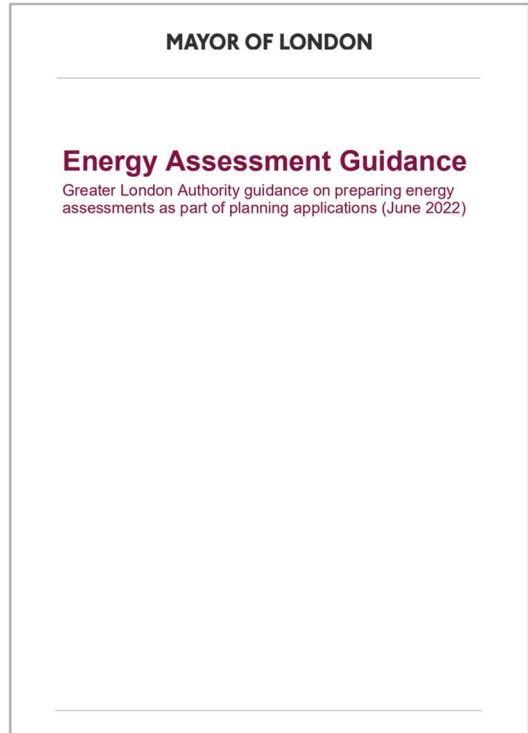 MAYOR OF LONDON
Energy Assessment Guidance
Greater London Authority guidance on preparing energy
assessments as part of planning applications (June 2022)